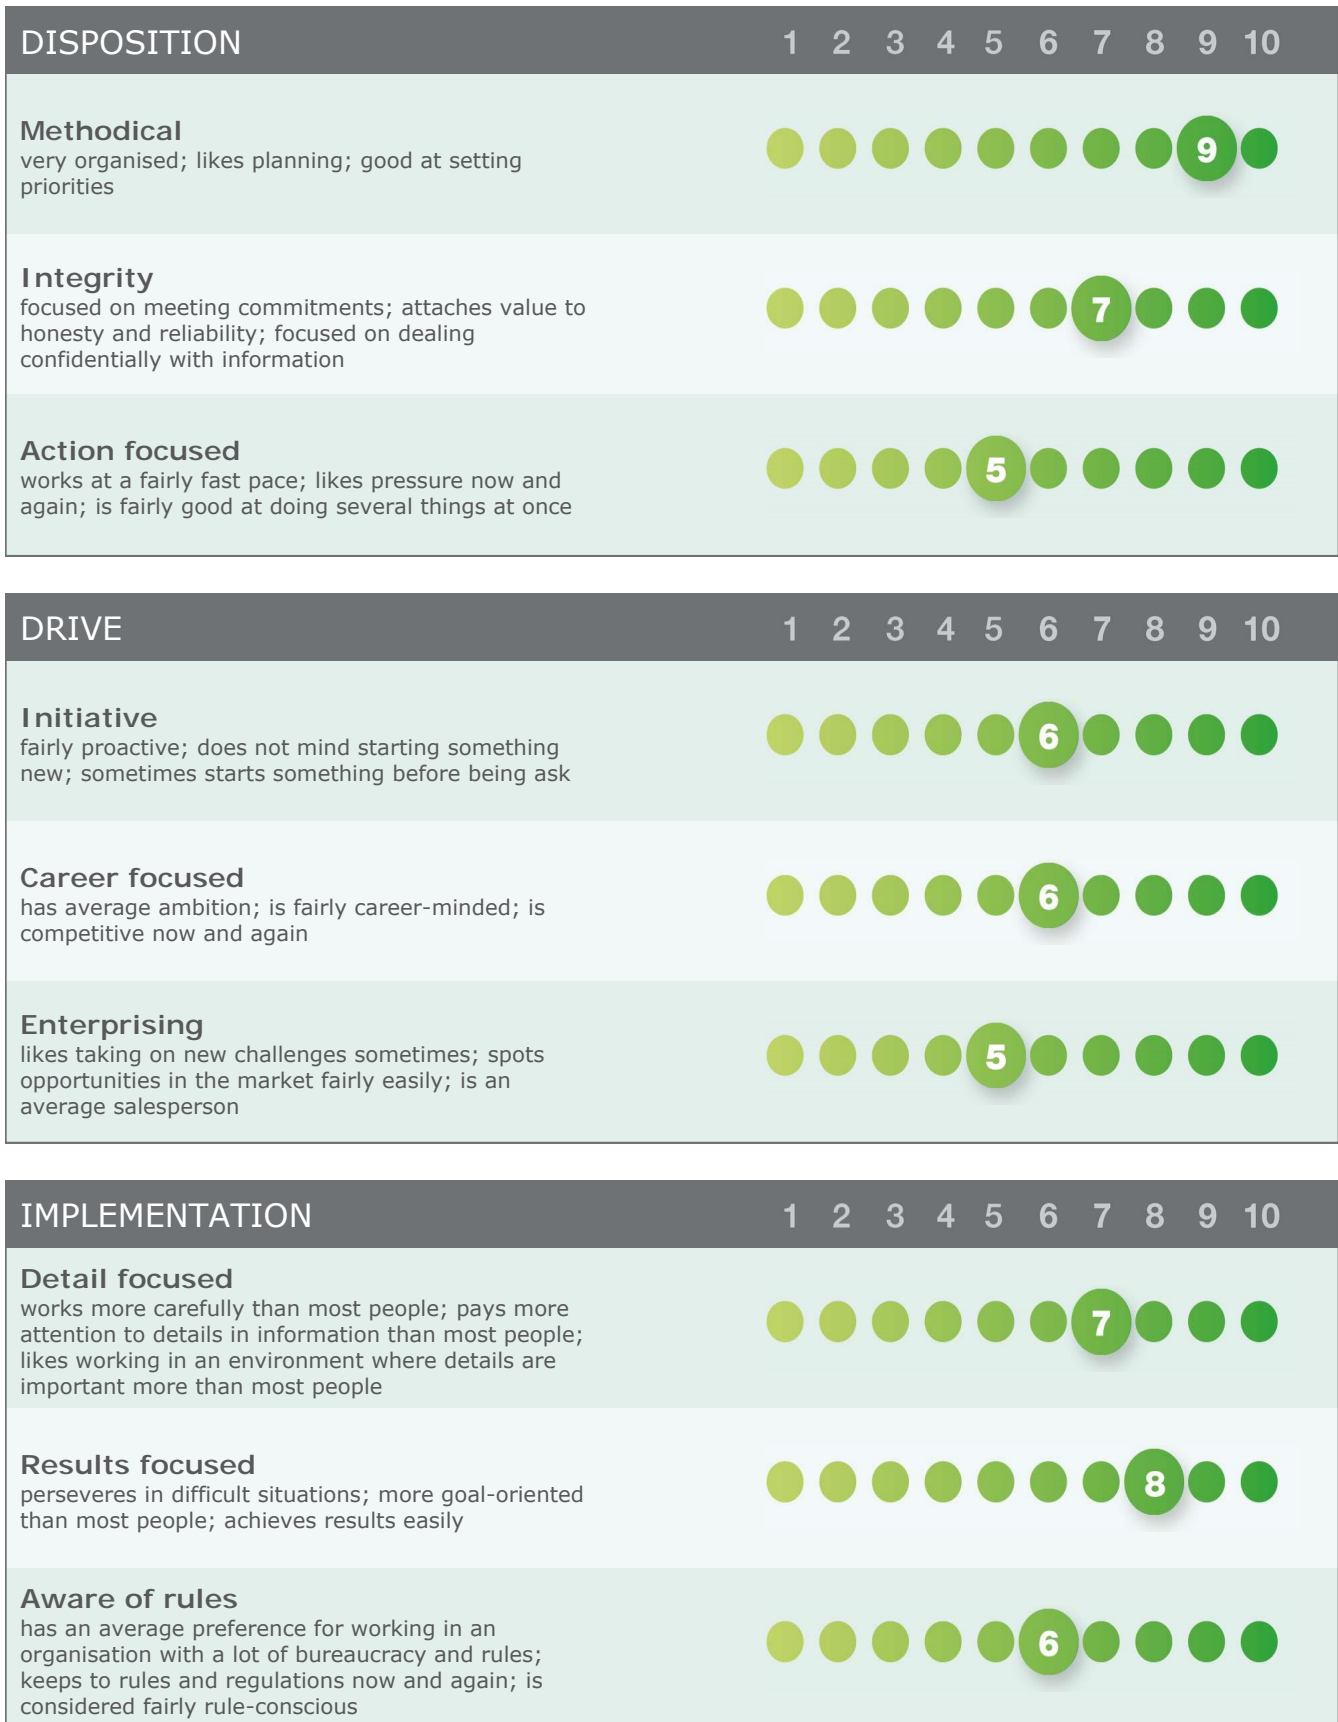 DISPOSITION 1 2 3 4 5 6 7 8 9 10
Methodical
very organised; likes planning; good at setting
priorities
9
Integrity
focused on meeting commitments; attaches value to
honesty and reliability; focused on dealing
confidentially with information
7
Action focused
works at a fairly fast pace; likes pressure now and
again; is fairly good at doing several things at once
5
DRIVE 1 2 3 4 5 6 7 8 9 10
Initiative
fairly proactive; does not mind starting something
new; sometimes starts something before being ask
6
Career focused
has average ambition; is fairly career-minded; is
competitive now and again
6
Enterprising
likes taking on new challenges sometimes; spots
opportunities in the market fairly easily; is an
average salesperson
5
IMPLEMENTATION 1 2 3 4 5 6 7 8 9 10
Detail focused
works more carefully than most people; pays more
attention to details in information than most people;
likes working in an environment where details are
important more than most people
7
Results focused
perseveres in difficult situations; more goal-oriented
than most people; achieves results easily
8
Aware of rules
has an average preference for working in an
organisation with a lot of bureaucracy and rules;
keeps to rules and regulations now and again; is
considered fairly rule-conscious
6